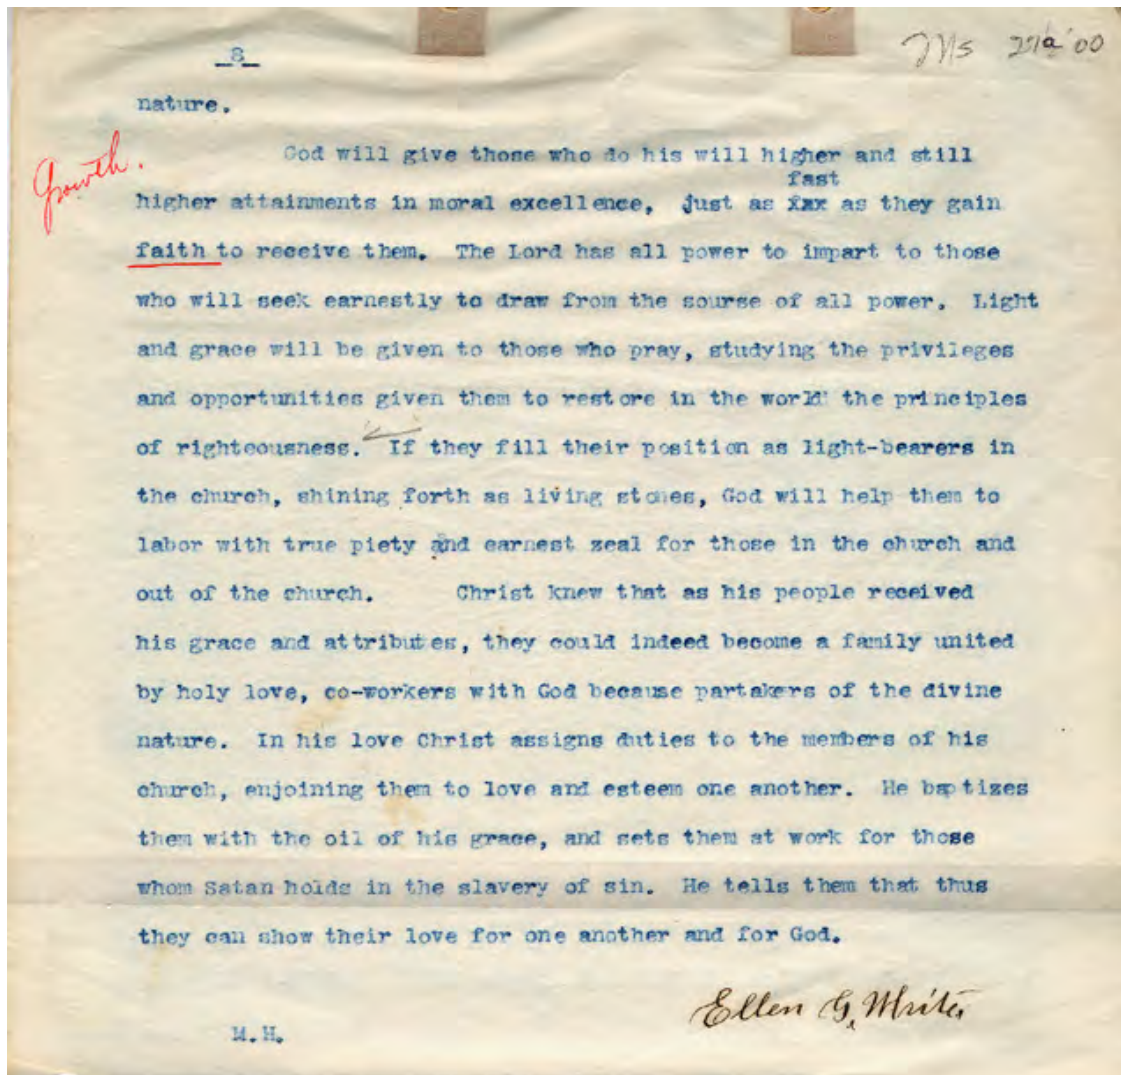 8
Ms 27a '00
nature.
Growth.
God will give those who do his will higher and still
fast
higher attainments in moral excellence, just as fax as they gain
faith to receive them. The Lord has all power to impart to those
who will seek earnestly to draw from the sourse of all power. Light
and grace will be given to those who pray, studying the privileges
and opportunities given them to restore in the world the principles
of righteousness. If they fill their position as light-bearers in
the church, shining forth as living stones, God will help them to
labor with true piety and earnest zeal for those in the church and
out of the church. Christ knew that as his people received
his grace and attributes, they could indeed become a family united
by holy love, co-workers with God because partakers of the divine
nature. In his love Christ assigns duties to the members of his
church, enjoining them to love and esteem one another. He baptizes
them with the oil of his grace, and sets them at work for those
whom Satan holds in the slavery of sin. He tells them that thus
they can show their love for one another and for God.
Ellen G. White
M. H.